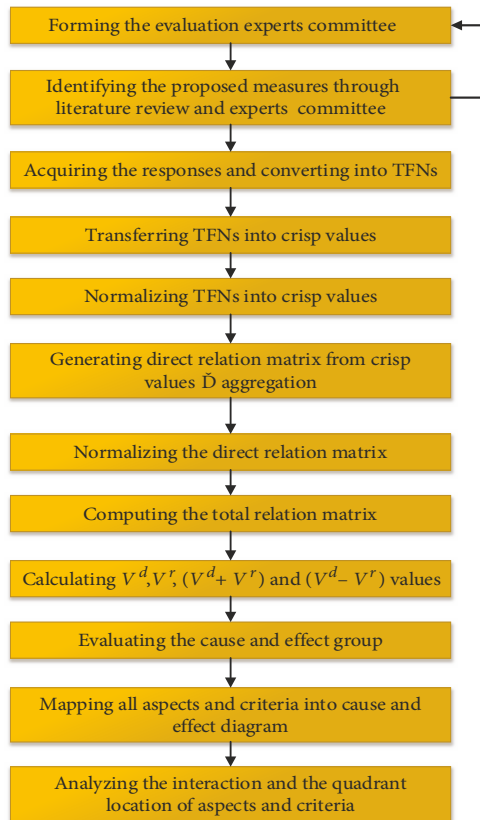 Forming the evaluation experts committee
Identifying the proposed measures through
literature review and experts committee
Acquiring the responses and converting into TFNs
Transferring TFNs into crisp values
Normalizing TFNs into crisp values
Generating direct relation matrix from crisp
values Ď aggregation
Normalizing the direct relation matrix
Computing the total relation matrix
Calculating V^d, V^r, (V^d + V^r) and (V^d – V^r) values
Evaluating the cause and effect group
Mapping all aspects and criteria into cause and
effect diagram
Analyzing the interaction and the quadrant
location of aspects and criteria